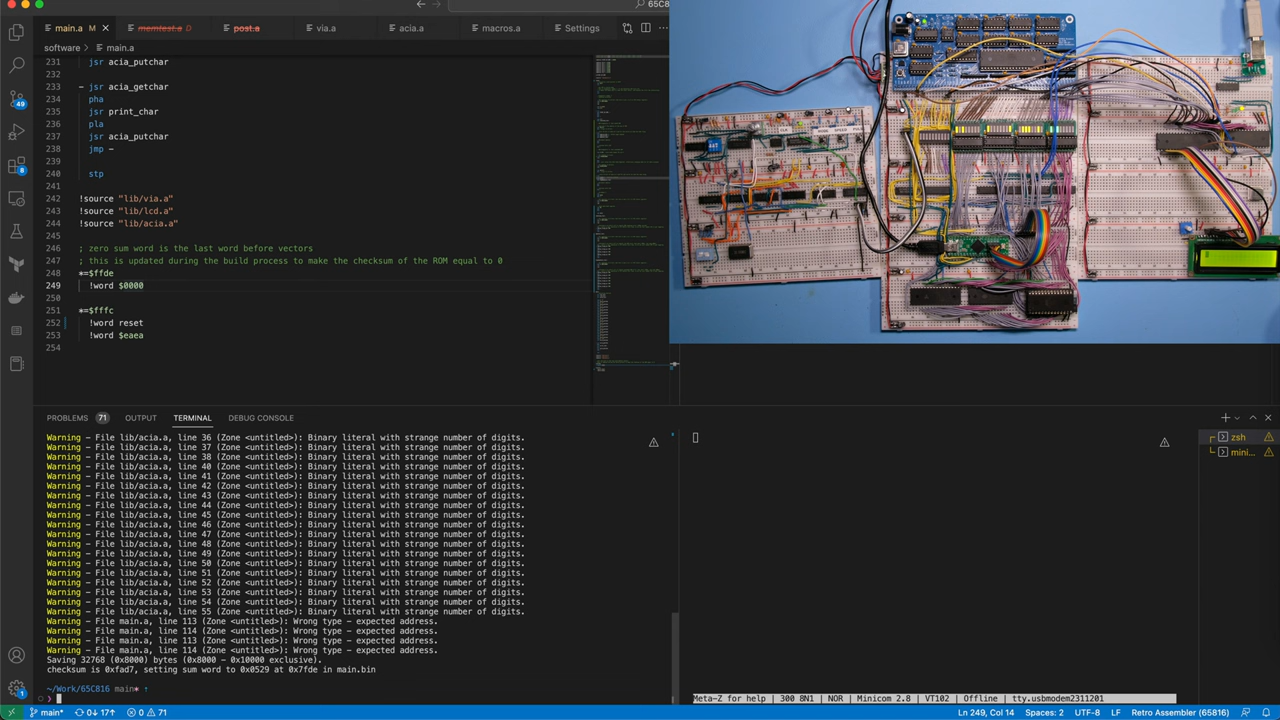 65C8
main.a M ×
memtest.a D
post.a
via.a
acia.a
macros.a
Settings
software > main.a
231 jsr acia_putchar
232
233 – jsr acia_getchar
234 pha
235 jsr print_char
236 pla
237 jsr acia_putchar
238 mp –
239
240 stp
241
242 !source "lib/via.a"
243 !source "lib/lcd.a"
244 !source "lib/acia.a"
245
246 zero sum word is the last word before vectors
247 this is updated during the build process to make the checksum of the ROM equal to 0
248 *=$ffde
249 !word $0000
250
251 *=$fffc
252 !word reset
253 !word $eaea
254
PROBLEMS 71 OUTPUT TERMINAL DEBUG CONSOLE
Warning – File lib/acia.a, line 36 (Zone <untitled>): Binary literal with strange number of digits.
Warning – File lib/acia.a, line 37 (Zone <untitled>): Binary literal with strange number of digits.
Warning – File lib/acia.a, line 38 (Zone <untitled>): Binary literal with strange number of digits.
Warning – File lib/acia.a, line 40 (Zone <untitled>): Binary literal with strange number of digits.
Warning – File lib/acia.a, line 41 (Zone <untitled>): Binary literal with strange number of digits.
Warning – File lib/acia.a, line 42 (Zone <untitled>): Binary literal with strange number of digits.
Warning – File lib/acia.a, line 43 (Zone <untitled>): Binary literal with strange number of digits.
Warning – File lib/acia.a, line 44 (Zone <untitled>): Binary literal with strange number of digits.
Warning – File lib/acia.a, line 45 (Zone <untitled>): Binary literal with strange number of digits.
Warning – File lib/acia.a, line 46 (Zone <untitled>): Binary literal with strange number of digits.
Warning – File lib/acia.a, line 47 (Zone <untitled>): Binary literal with strange number of digits.
Warning – File lib/acia.a, line 48 (Zone <untitled>): Binary literal with strange number of digits.
Warning – File lib/acia.a, line 49 (Zone <untitled>): Binary literal with strange number of digits.
Warning – File lib/acia.a, line 50 (Zone <untitled>): Binary literal with strange number of digits.
Warning – File lib/acia.a, line 51 (Zone <untitled>): Binary literal with strange number of digits.
Warning – File lib/acia.a, line 52 (Zone <untitled>): Binary literal with strange number of digits.
Warning – File lib/acia.a, line 53 (Zone <untitled>): Binary literal with strange number of digits.
Warning – File lib/acia.a, line 54 (Zone <untitled>): Binary literal with strange number of digits.
Warning – File lib/acia.a, line 55 (Zone <untitled>): Binary literal with strange number of digits.
Warning – File main.a, line 113 (Zone <untitled>): Wrong type – expected address.
Warning – File main.a, line 114 (Zone <untitled>): Wrong type – expected address.
Warning – File main.a, line 113 (Zone <untitled>): Wrong type – expected address.
Warning – File main.a, line 114 (Zone <untitled>): Wrong type – expected address.
Saving 32768 (0x8000) bytes (0x8000 – 0x10000 exclusive).
checksum is 0xfad7, setting sum word to 0x0529 at 0x7fde in main.bin
~/Work/65C816 main* ↑
❯
zsh
mini...
Meta-Z for help | 300 8N1 | NOR | Minicom 2.8 | VT102 | Offline | tty.usbmodem2311201
49
8
1
main* 0↓ 17↑ 0 71 Ln 249, Col 14 Spaces: 2 UTF-8 LF Retro Assembler (65816)